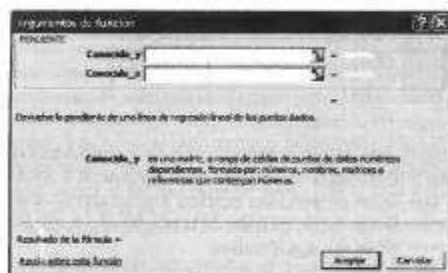 Argumentos de función
PENDIENTE
Conocido_y =
Conocido_x =
=
Devuelve la pendiente de una línea de regresión lineal de los puntos dados.
Conocido_y es una matriz, o rango de celdas de puntos de datos numéricos
dependientes, formada por: números, nombres, matrices o
referencias que contengan números.
Resultado de la fórmula =
Ayuda sobre esta función
Aceptar
Cancelar